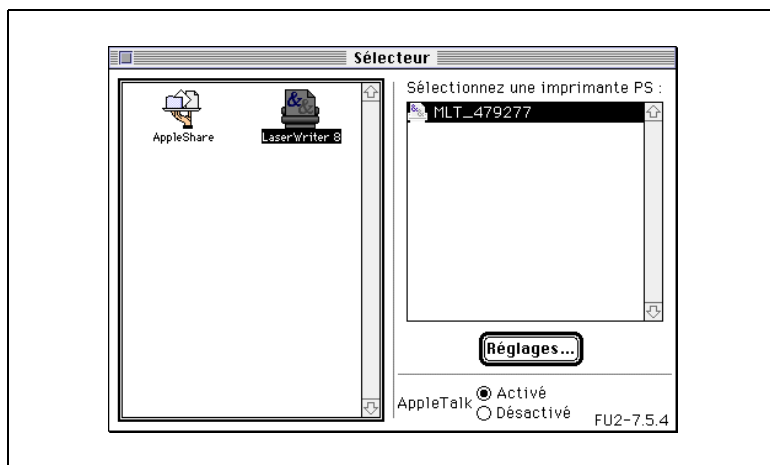 Sélecteur
AppleShare
LaserWriter 8
Sélectionnez une imprimante PS :
MLT_479277
Réglages...
AppleTalk
Activé
Désactivé
FU2-7.5.4